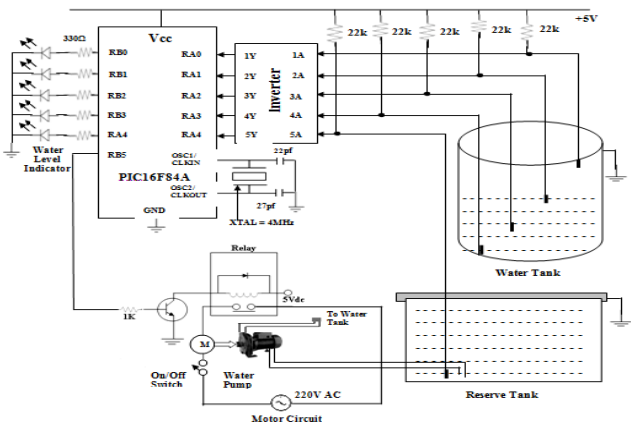 +5V
22k
22k
22k
22k
22k
330Ω
Vcc
RB0
RB1
RB2
RB3
RA4
RB5
RA0
RA1
RA2
RA3
RA4
1Y
2Y
3Y
4Y
5Y
Inverter
1A
2A
3A
4A
5A
Water
Level
Indicator
OSC1/
CLKIN
PIC16F84A
OSC2/
CLKOUT
GND
22pf
27pf
XTAL = 4MHz
Water Tank
Relay
5Vdc
1K
To Water
Tank
M
On/Off
Switch
Water
Pump
220V AC
Motor Circuit
Reserve Tank